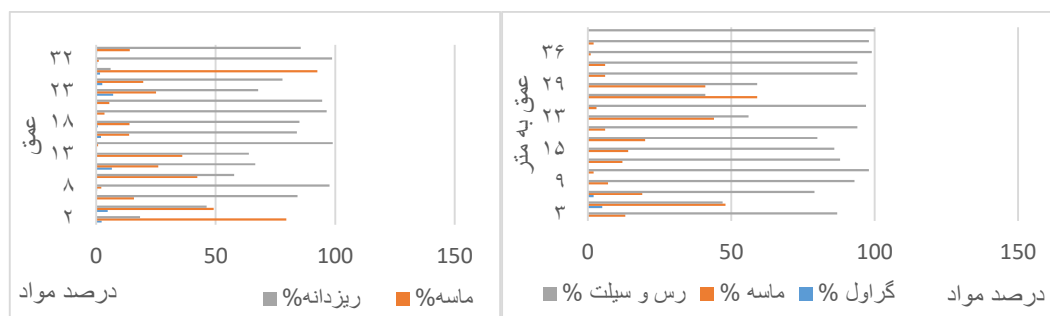 ۳۲
۲۳
۱۸
۱۳
۸
۲
عمق
0 50 100 150
درصد مواد
ریزدانه% ماسه%
۳۶
۲۹
۲۳
۱۵
۹
۳
عمق به متر
0 50 100 150
رس و سیلت % ماسه % گراول %
درصد مواد